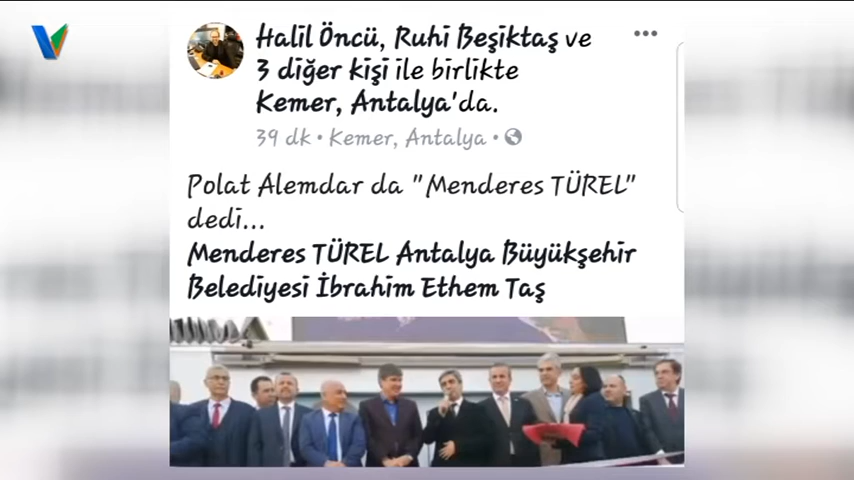 Halil Öncü, Ruhi Beşiktaş ve
3 diğer kişi ile birlikte
Kemer, Antalya'da.
39 dk • Kemer, Antalya •
Polat Alemdar da "Menderes TÜREL"
dedi...
Menderes TÜREL Antalya Büyükşehir
Belediyesi İbrahim Ethem Taş